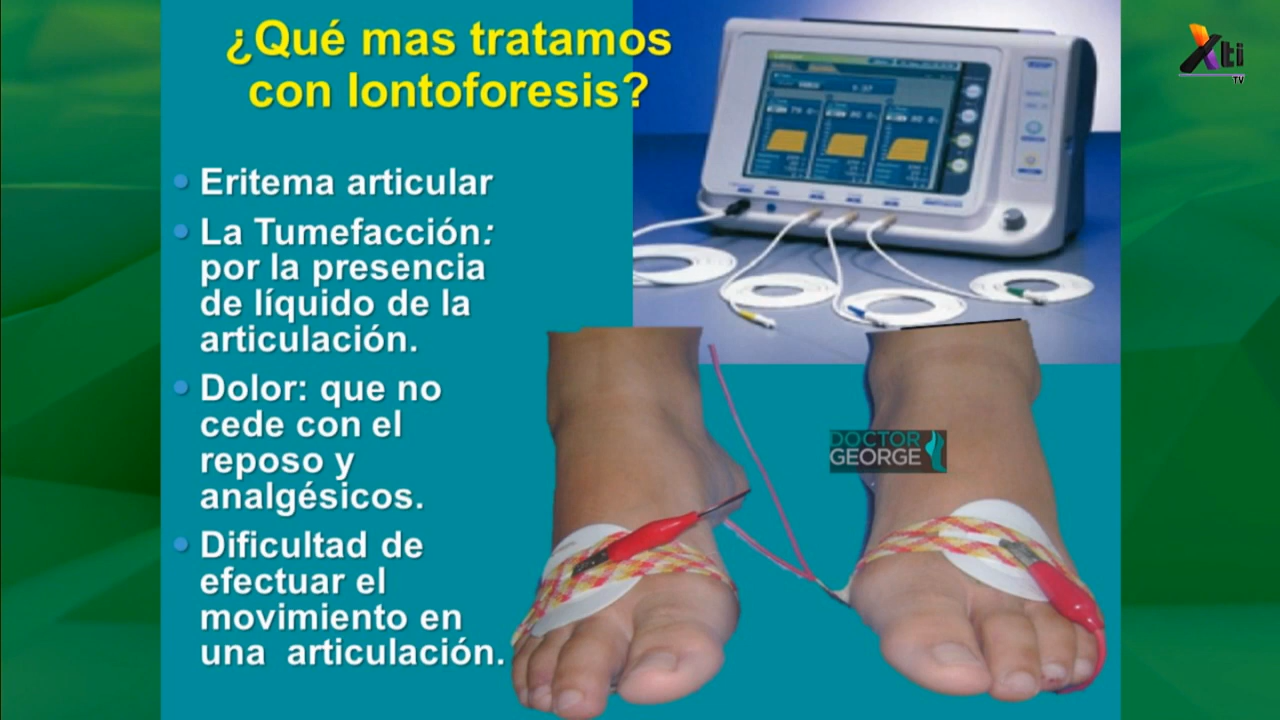 ¿Qué mas tratamos
con Iontoforesis?
Xti
TV
Eritema articular
La Tumefacción:
por la presencia
de líquido de la
articulación.
Dolor: que no
cede con el
reposo y
analgésicos.
Dificultad de
efectuar el
movimiento en
una articulación.
DOCTOR
GEORGE